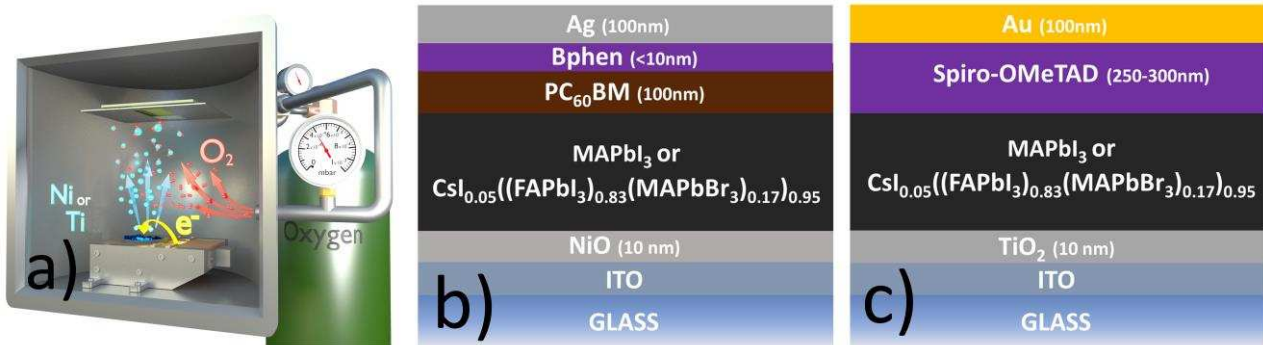 O₂
Ni or
Ti
e⁻
Oxygen
mbar
a)
Ag (100nm)
Bphen (<10nm)
PC₆₀BM (100nm)
MAPbI₃ or
CsI₀.₀₅((FAPbI₃)₀.₈₃(MAPbBr₃)₀.₁₇)₀.₉₅
NiO (10 nm)
ITO
GLASS
b)
Au (100nm)
Spiro-OMeTAD (250-300nm)
MAPbI₃ or
CsI₀.₀₅((FAPbI₃)₀.₈₃(MAPbBr₃)₀.₁₇)₀.₉₅
TiO₂ (10 nm)
ITO
GLASS
c)